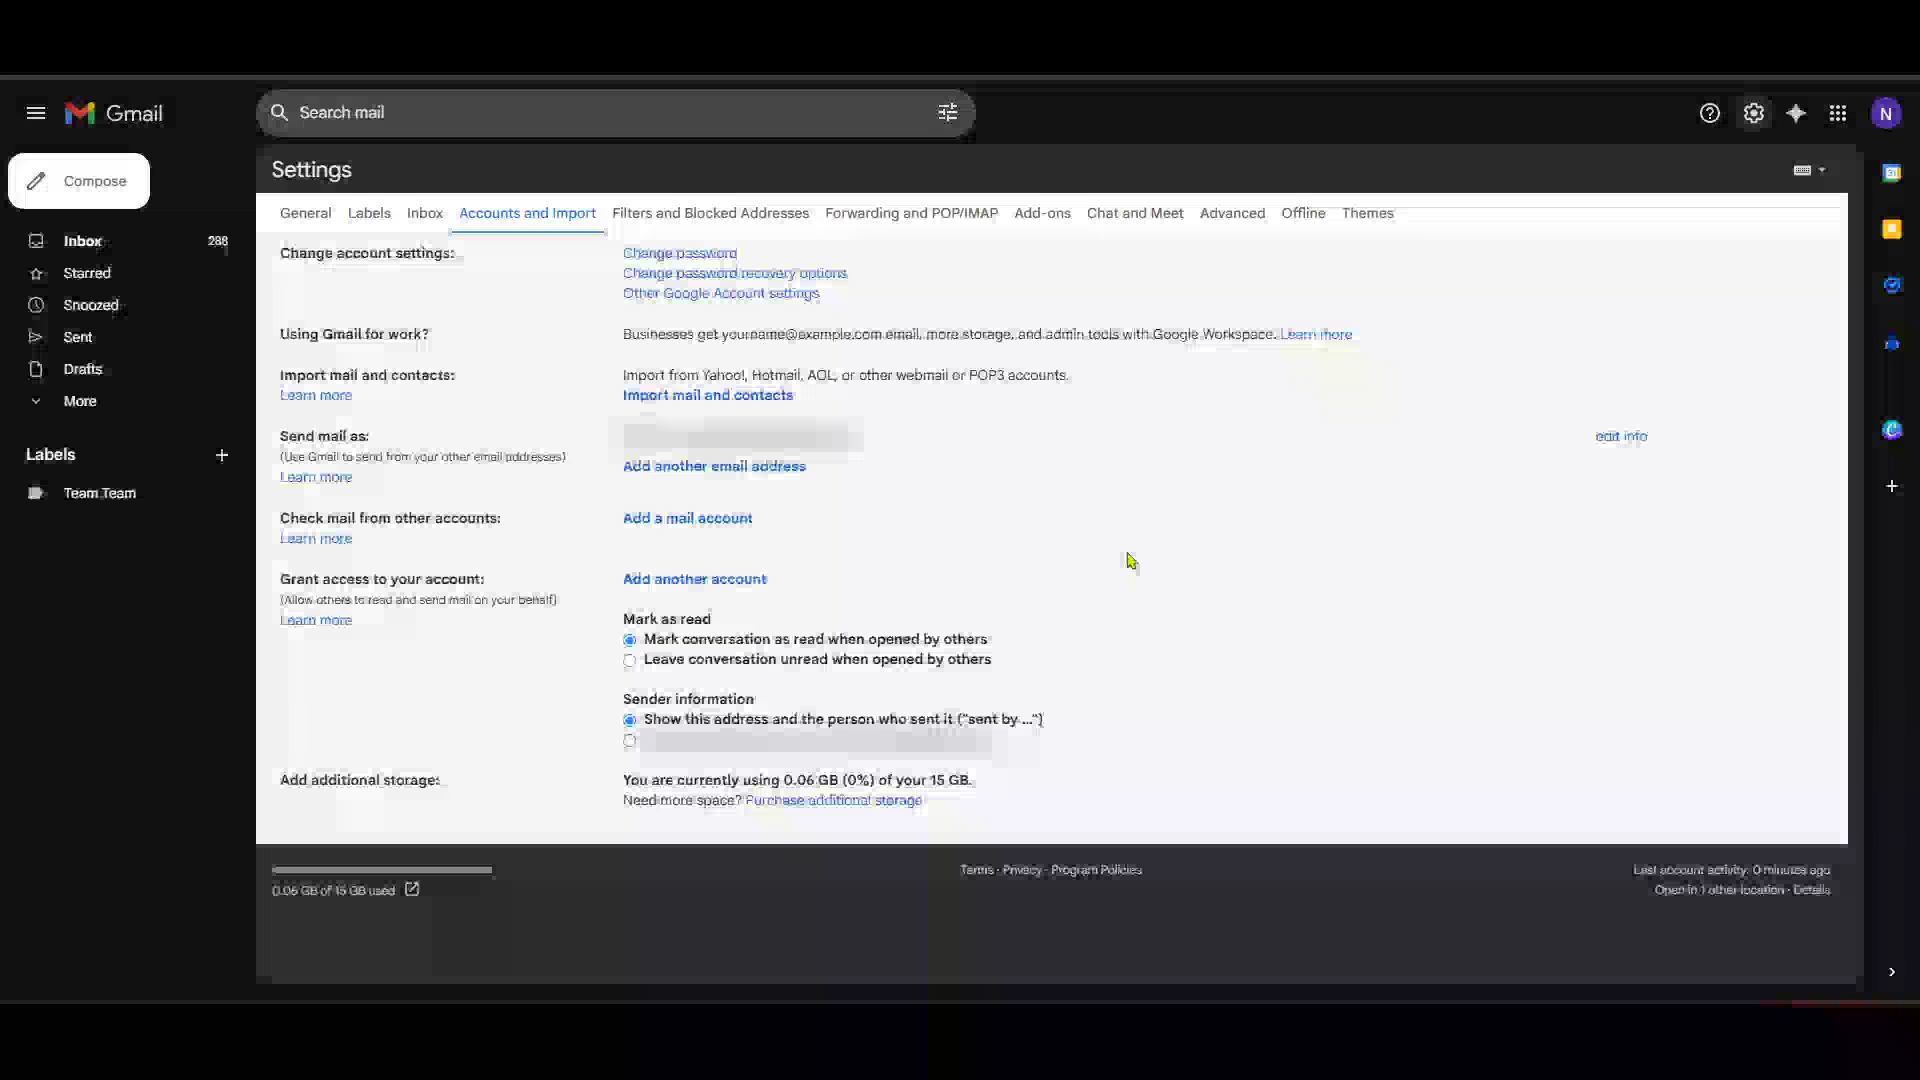 Gmail
Search mail
N
Compose
Settings
Inbox 288
Starred
Snoozed
Sent
Drafts
More
Labels
Team Team
General Labels Inbox Accounts and Import Filters and Blocked Addresses Forwarding and POP/IMAP Add-ons Chat and Meet Advanced Offline Themes
Change account settings: Change password
Change password recovery options
Other Google Account settings
Using Gmail for work? Businesses get yourname@example.com email, more storage, and admin tools with Google Workspace. Learn more
Import mail and contacts: Import from Yahoo!, Hotmail, AOL, or other webmail or POP3 accounts.
Learn more Import mail and contacts
Send mail as: edit info
(Use Gmail to send from your other email addresses)
Add another email address
Learn more
Check mail from other accounts: Add a mail account
Learn more
Grant access to your account: Add another account
(Allow others to read and send mail on your behalf)
Learn more
Mark as read
Mark conversation as read when opened by others
Leave conversation unread when opened by others
Sender information
Show this address and the person who sent it ("sent by ...")
Add additional storage: You are currently using 0.06 GB (0%) of your 15 GB.
Need more space? Purchase additional storage
Terms · Privacy · Program Policies
0.06 GB of 15 GB used
Last account activity: 0 minutes ago
Open in 1 other location · Details